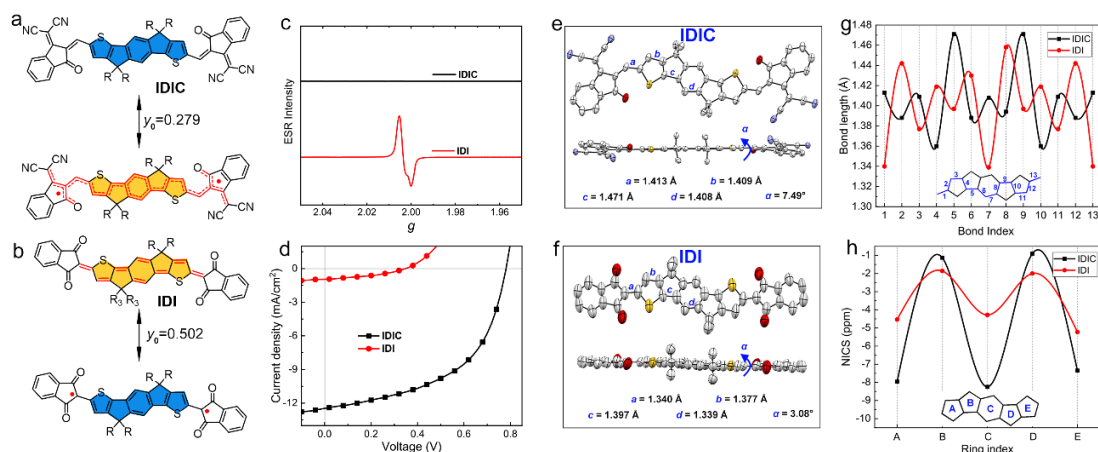 a
NC CN
O
R R
S
S
R R
O
NC CN
IDIC
y0=0.279
NC CN
O
R R
S
S
R R
O
NC CN
b
O
O
S
R R
S
R3 R3
O
O
IDI
y0=0.502
O
O
S
R R
S
R R
O
O
c
ESR Intensity
IDIC
IDI
2.04 2.02 2.00 1.98 1.96
g
d
Current density (mA/cm²)
0
-3
-6
-9
-12
IDIC
IDI
0.0 0.2 0.4 0.6 0.8
Voltage (V)
e
IDIC
a b c d
α
a = 1.413 Å b = 1.409 Å
c = 1.471 Å d = 1.408 Å α = 7.49°
f
IDI
a b c d
α
a = 1.340 Å b = 1.377 Å
c = 1.397 Å d = 1.339 Å α = 3.08°
g
IDIC
IDI
Bond length (Å)
1.48
1.46
1.44
1.42
1.40
1.38
1.36
1.34
1.32
1.30
1 2 3 4 5 6 7 8 9 10 11 12 13
1 2 3 4 5 6 7 8 9 10 11 12 13
Bond Index
h
IDIC
IDI
NICS (ppm)
-1
-2
-3
-4
-5
-6
-7
-8
-9
-10
A B C D E
A B C D E
Ring index